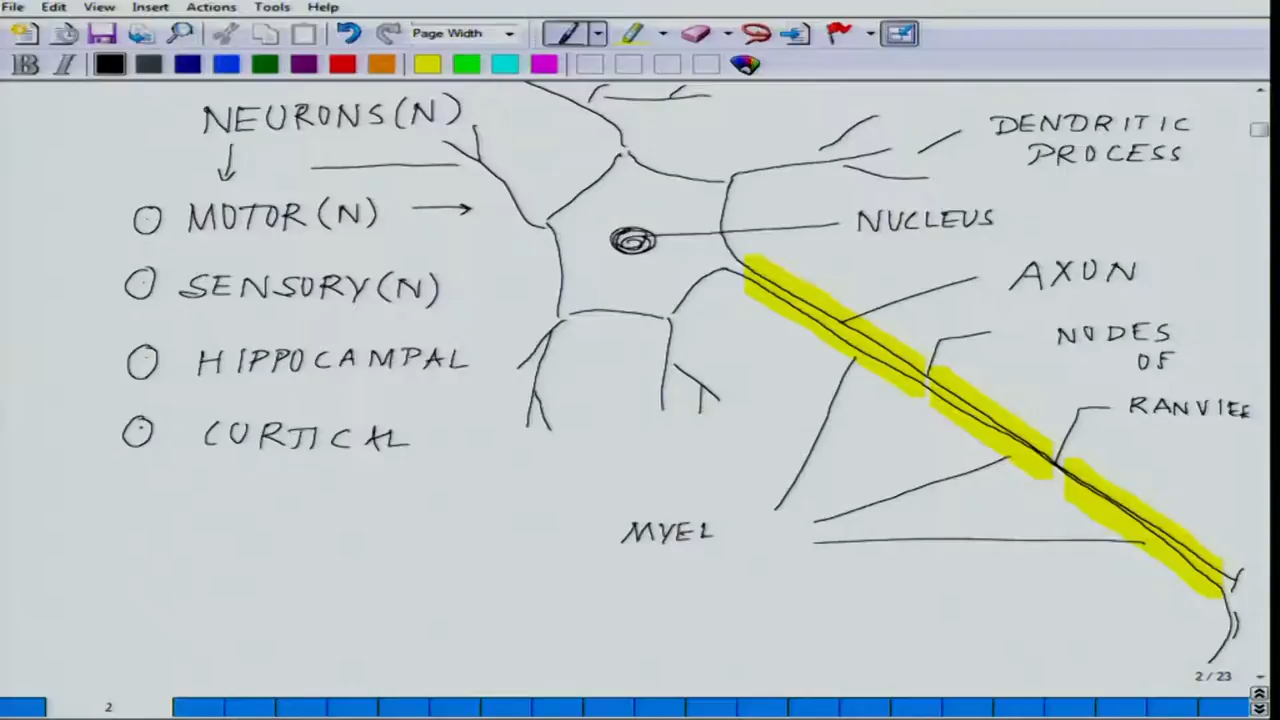 File Edit View Insert Actions Tools Help
Page Width
B I
NEURONS(N)
MOTOR(N)
SENSORY(N)
HIPPOCAMPAL
CORTICAL
DENDRITIC
PROCESS
NUCLEUS
AXON
NODES
OF
RANVIEE
MYEL
2 / 23
2